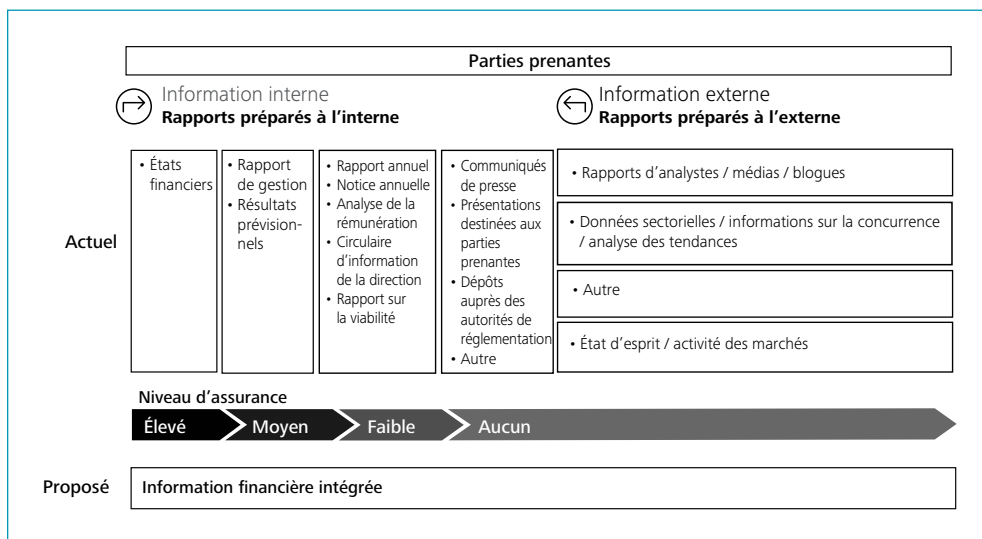 Parties prenantes
Information interne
Rapports préparés à l'interne
Information externe
Rapports préparés à l'externe
Actuel
• États
financiers
• Rapport
de gestion
• Résultats
prévision-
nels
• Rapport annuel
• Notice annuelle
• Analyse de la
rémunération
• Circulaire
d'information
de la direction
• Rapport sur
la viabilité
• Communiqués
de presse
• Présentations
destinées aux
parties
prenantes
• Dépôts
auprès des
autorités de
réglementation
• Autre
• Rapports d'analystes / médias / blogues
• Données sectorielles / informations sur la concurrence
/ analyse des tendances
• Autre
• État d'esprit / activité des marchés
Niveau d'assurance
Élevé
Moyen
Faible
Aucun
Proposé
Information financière intégrée